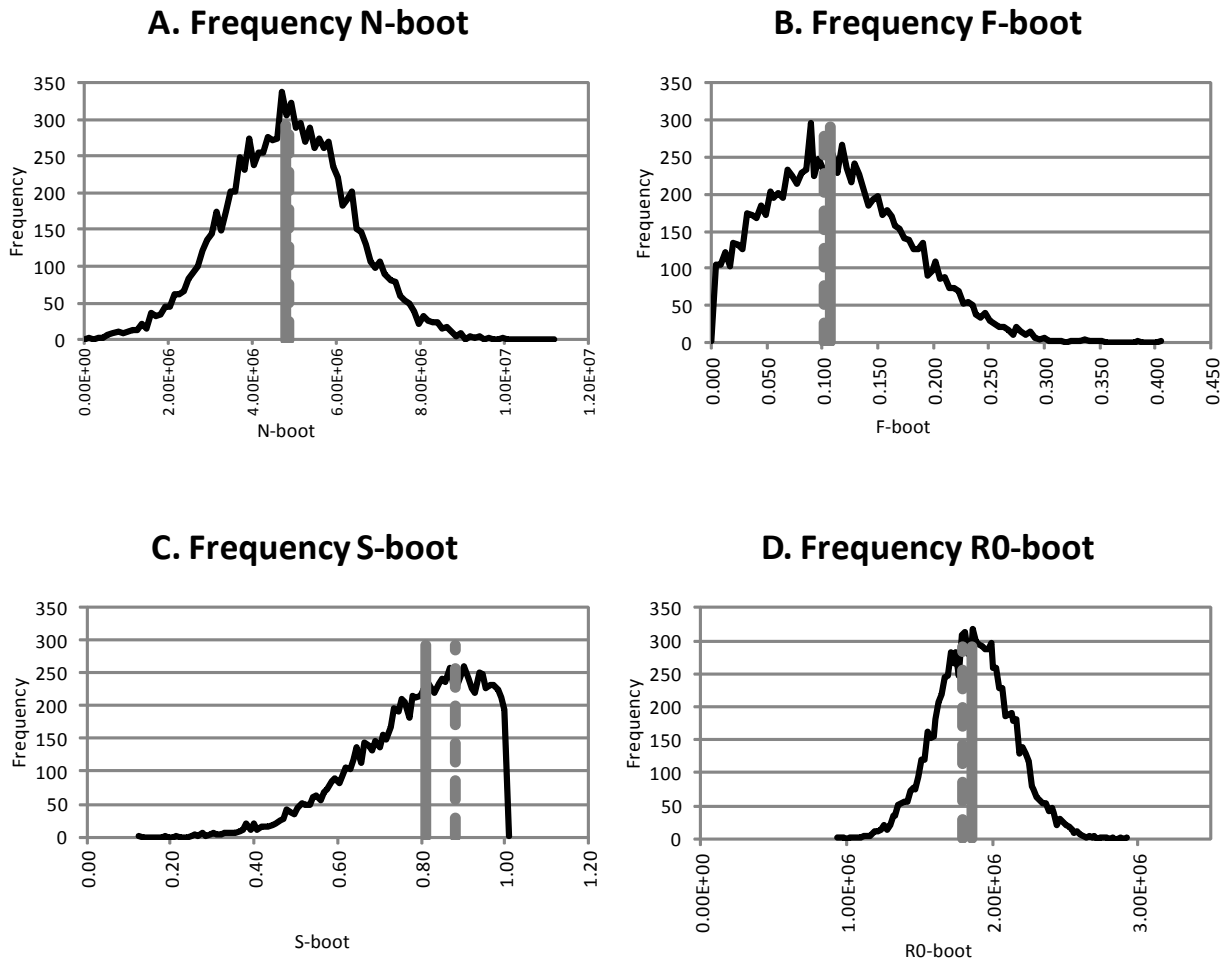 A. Frequency N-boot
350
300
250
200
150
100
50
0
Frequency
0.00E+00
2.00E+06
4.00E+06
6.00E+06
8.00E+06
1.00E+07
1.20E+07
N-boot
B. Frequency F-boot
350
300
250
200
150
100
50
0
Frequency
0.000
0.050
0.100
0.150
0.200
0.250
0.300
0.350
0.400
0.450
F-boot
C. Frequency S-boot
350
300
250
200
150
100
50
0
Frequency
0.00
0.20
0.40
0.60
0.80
1.00
1.20
S-boot
D. Frequency R0-boot
350
300
250
200
150
100
50
0
Frequency
0.00E+00
1.00E+06
2.00E+06
3.00E+06
R0-boot